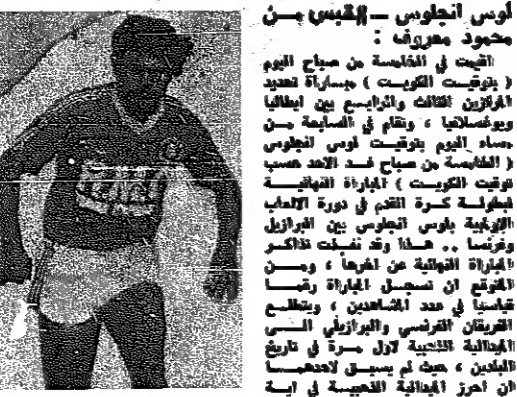 لوس انجلوس – القبس من
محمود معروف :
اقيمت في الخامسة من صباح اليوم
( بتوقيت الكويت ) مباراة تحديد
المركزين الثالث والرابع بين ايطاليا
ويوغسلافيا ، وتقام في السابعة من
مساء اليوم بتوقيت لوس انجلوس
( الخامسة من صباح غد الاحد حسب
توقيت الكويت ) المباراة النهائية
لبطولة كرة القدم في دورة الالعاب
الاولمبية بلوس انجلوس بين البرازيل
وفرنسا .. هذا وقد نفذت تذاكر
المباراة النهائية عن اخرها ، ومن
المتوقع ان تسجل المباراة رقما
قياسيا في عدد المشاهدين ، ويتطلع
الفريقان الفرنسي والبرازيلي الى
الميدالية الذهبية لاول مرة في تاريخ
البلدين ، حيث لم يسبق لاحدهما
ان احرز الميدالية الذهبية في اية